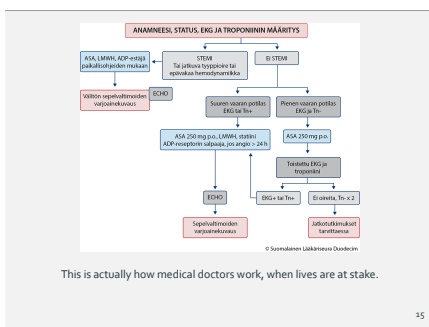 ANAMNEESI, STATUS, EKG JA TROPONIININ MÄÄRITYS
ASA, LMWH, ADP-estäjä
paikallisohjeiden mukaan
STEMI
Tai jatkuva tyyppioire tai
epävakaa hemodynamiikka
Ei STEMI
ECHO
Välitön sepelvaltimoiden
varjoainekuvaus
Suuren vaaran potilas
EKG tai Tn+
Pienen vaaran potilas
EKG ja Tn-
ASA 250 mg p.o., LMWH, statiini
ADP-reseptorin salpaaja, jos angio > 24 h
ASA 250 mg p.o.
Toistettu EKG ja
troponiini
ECHO
EKG+ tai Tn+
Ei oireita, Tn- x 2
Sepelvaltimoiden
varjoainekuvaus
Jatkotutkimukset
tarvittaessa
© Suomalainen Lääkäriseura Duodecim
This is actually how medical doctors work, when lives are at stake.
15